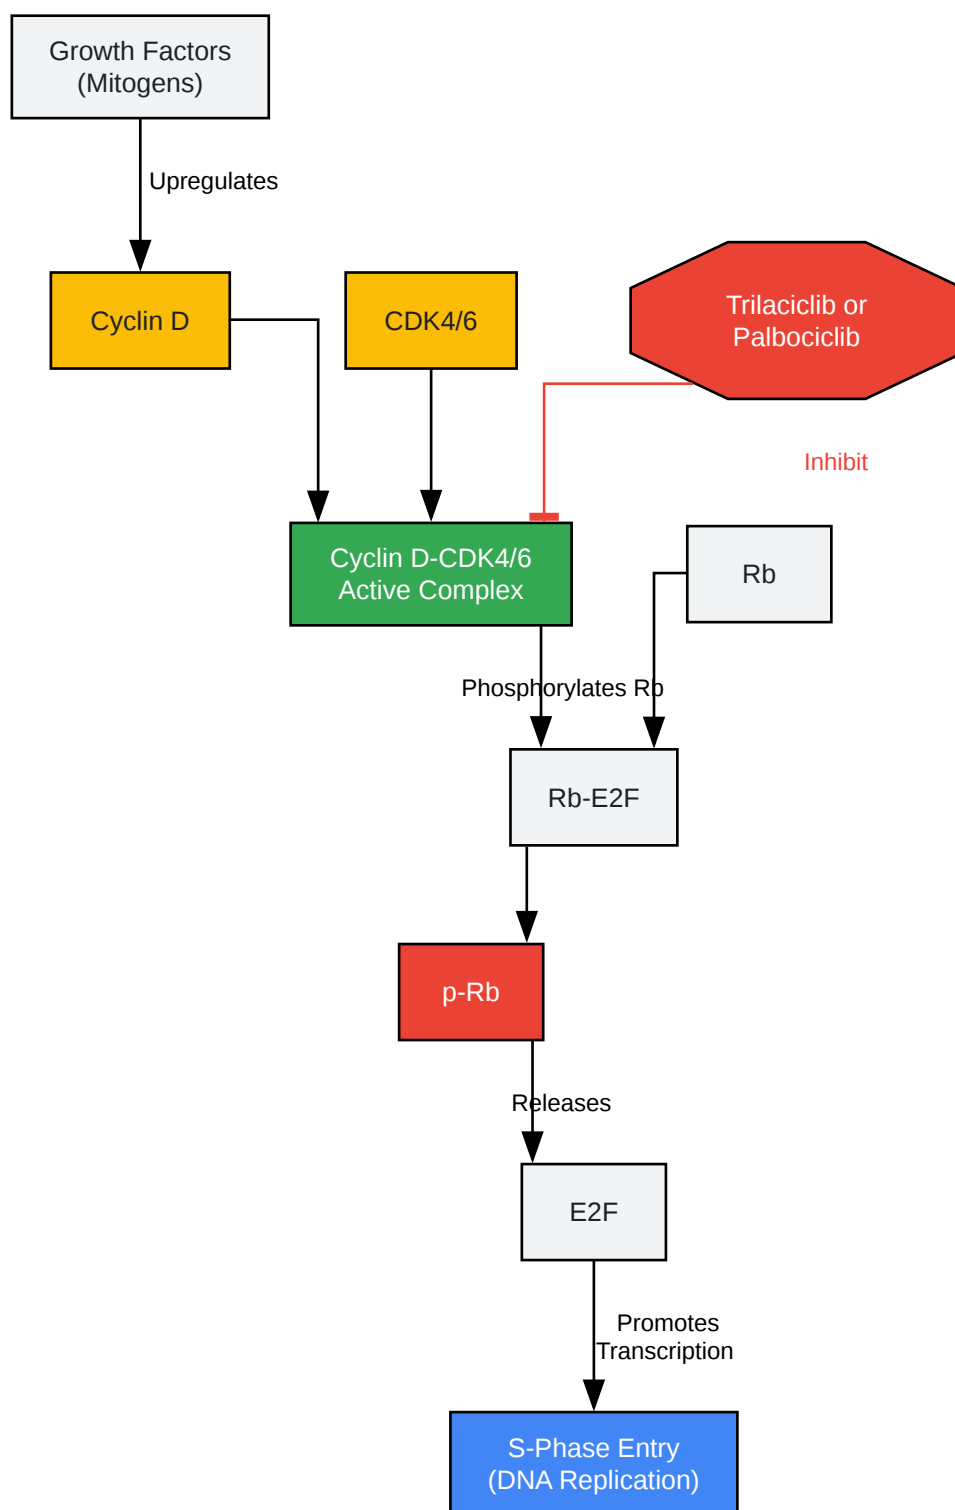 Growth Factors
(Mitogens)
Upregulates
Cyclin D
CDK4/6
Trilaciclib or
Palbociclib
Inhibit
Cyclin D-CDK4/6
Active Complex
Rb
Phosphorylates Rb
Rb-E2F
p-Rb
Releases
E2F
Promotes
Transcription
S-Phase Entry
(DNA Replication)